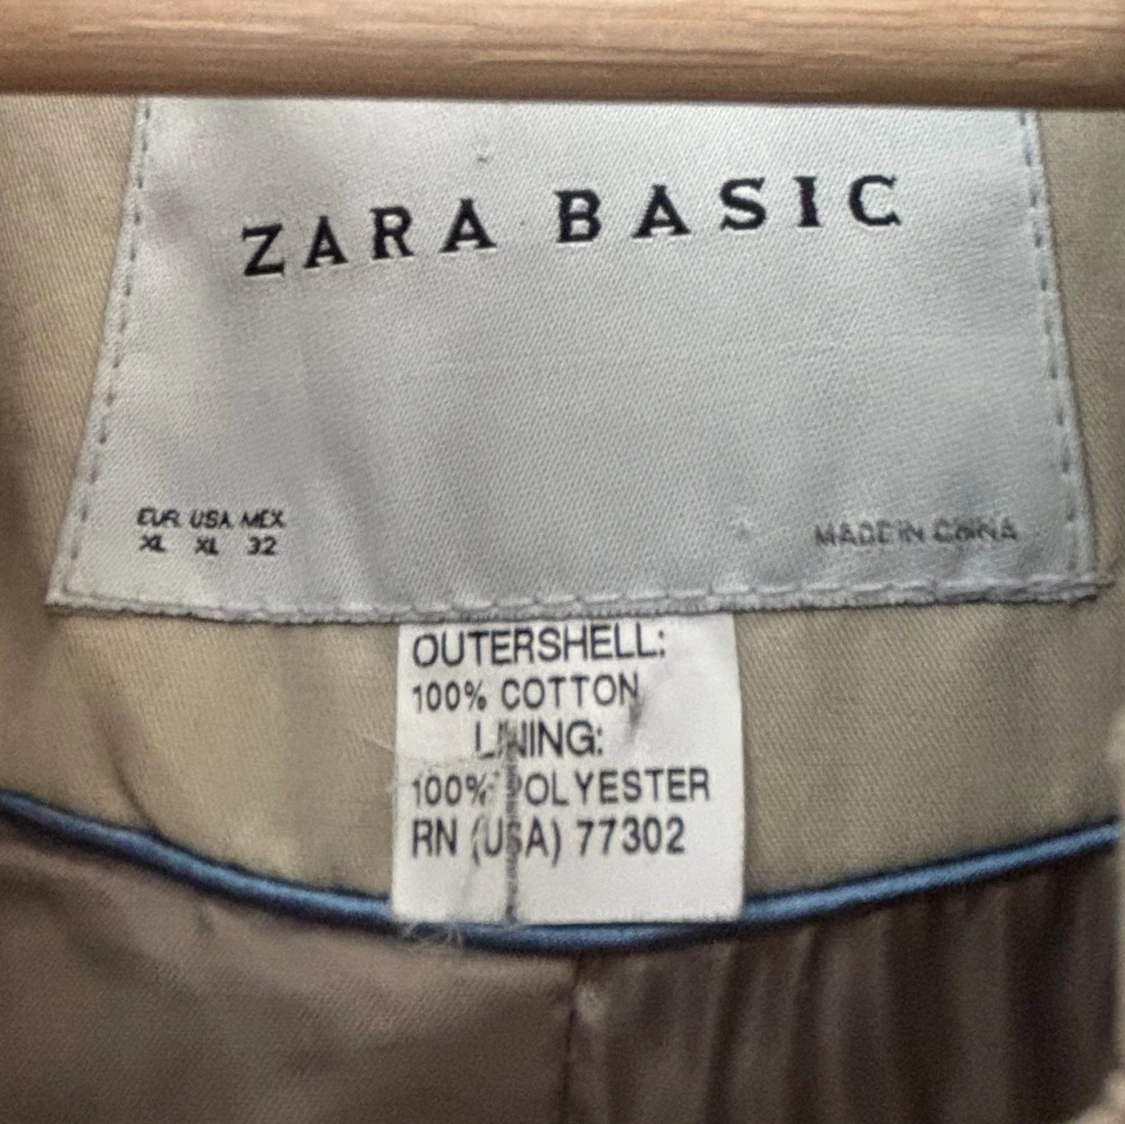 ZARA BASIC
EUR USA MEX
XL XL 32
MADE IN CHINA
OUTERSHELL:
100% COTTON
LINING:
100% POLYESTER
RN (USA) 77302